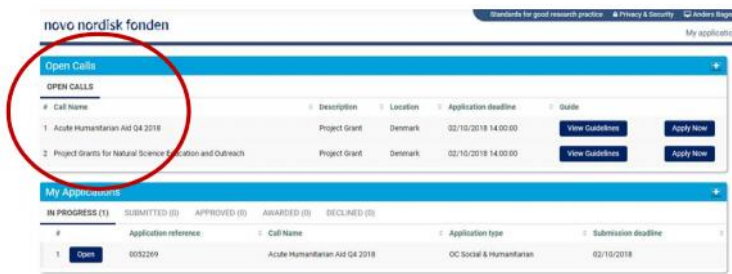 Standards for good research practice Privacy & Security Anders Bager
novo nordisk fonden
My applicatio
Open Calls +
OPEN CALLS
# Call Name Description Location Application deadline Guide
1 Acute Humanitarian Aid Q4 2018 Project Grant Denmark 02/10/2018 14:00:00 View Guidelines Apply Now
2 Project Grants for Natural Science Education and Outreach Project Grant Denmark 02/10/2018 14:00:00 View Guidelines Apply Now
My Applications +
IN PROGRESS (1) SUBMITTED (0) APPROVED (0) AWARDED (0) DECLINED (0)
# Application reference Call Name Application type Submission deadline
1 Open 0052269 Acute Humanitarian Aid Q4 2018 OC Social & Humanitarian 02/10/2018